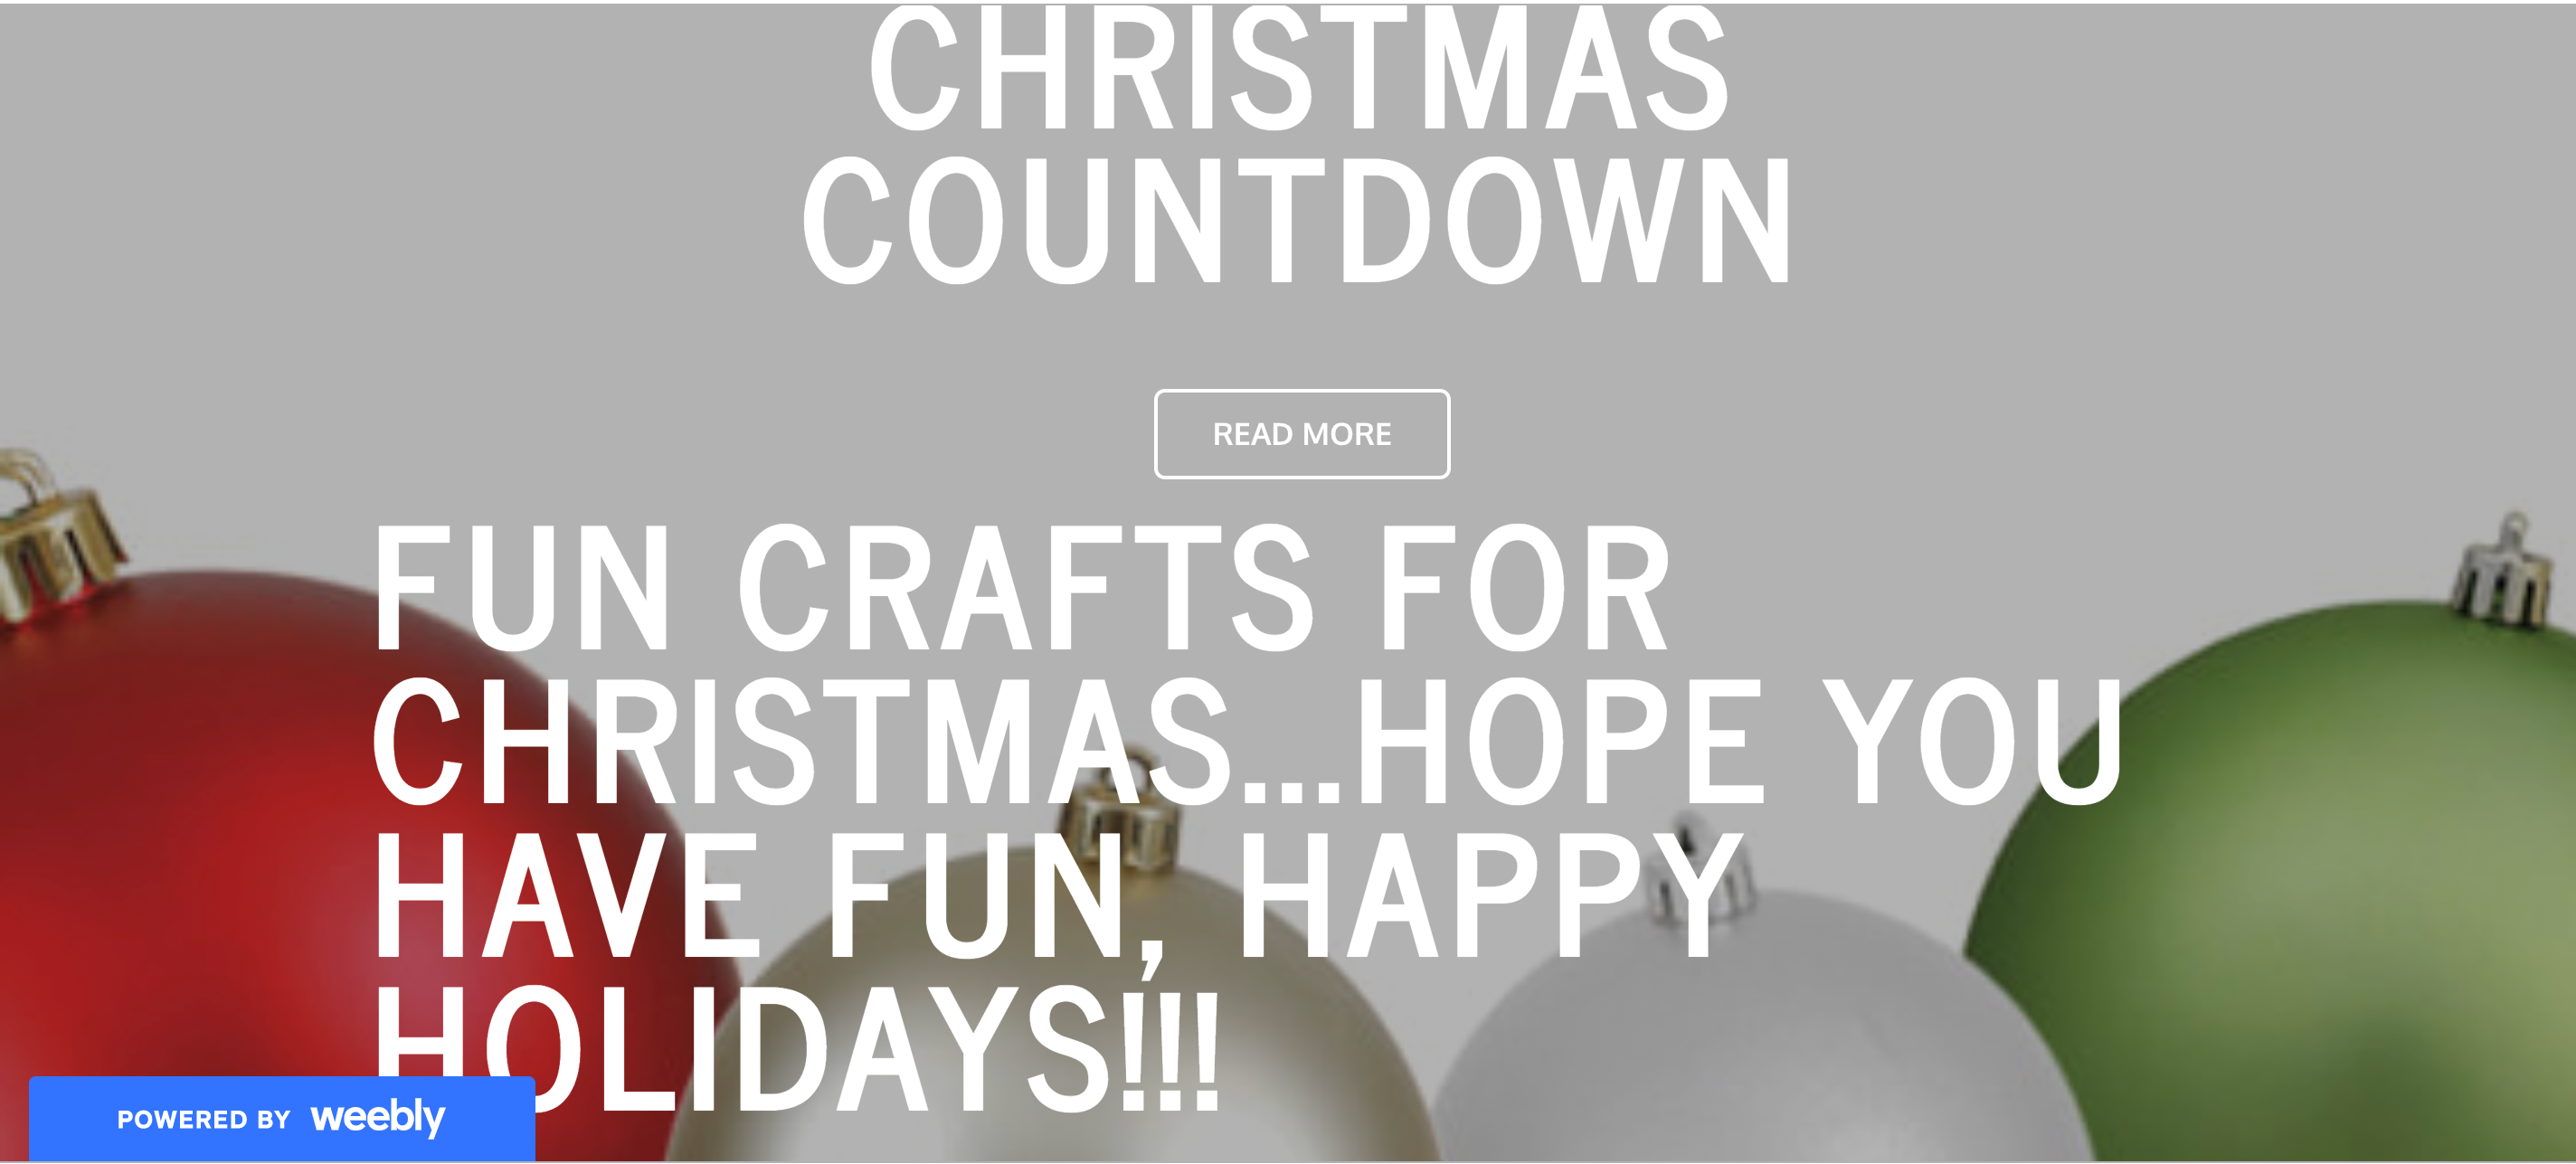 CHRISTMAS
COUNTDOWN
READ MORE
FUN CRAFTS FOR
CHRISTMAS...HOPE YOU
HAVE FUN, HAPPY
HOLIDAYS!!!
POWERED BY weebly